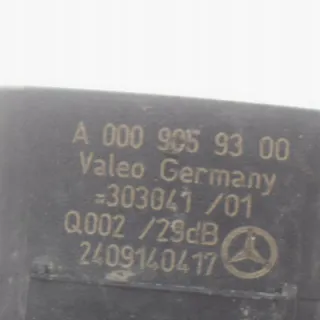 A 000 905 93 00
Valeo Germany
=303041 /01
Q002 /29dB
2409140417